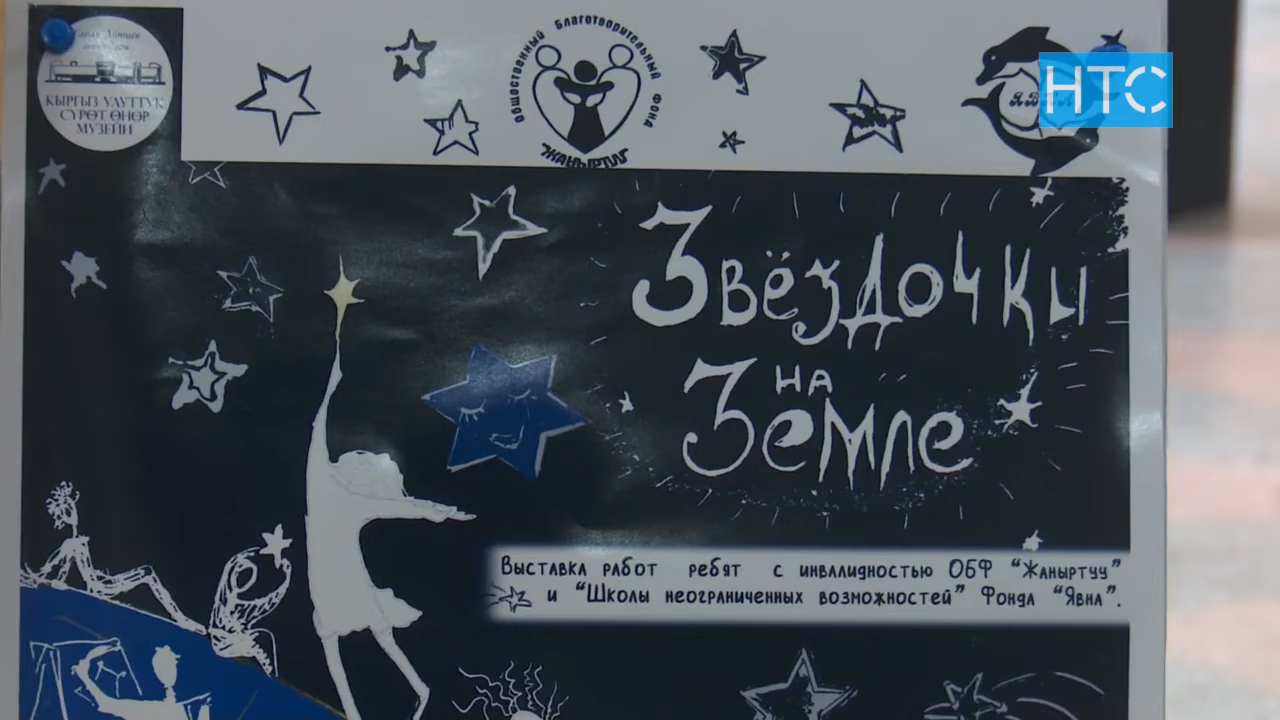 КЫРГЫЗ УЛУТТУК
СҮРӨТ ӨНӨР
МУЗЕЙИ
Общественный Благотворительный Фонд
"ЖАҢЫРТУУ"
НТС
Звёздочки
на
Земле
Выставка работ ребят с инвалидностью ОБФ "Жаныртуу"
и "Школы неограниченных возможностей" Фонда "Явна".